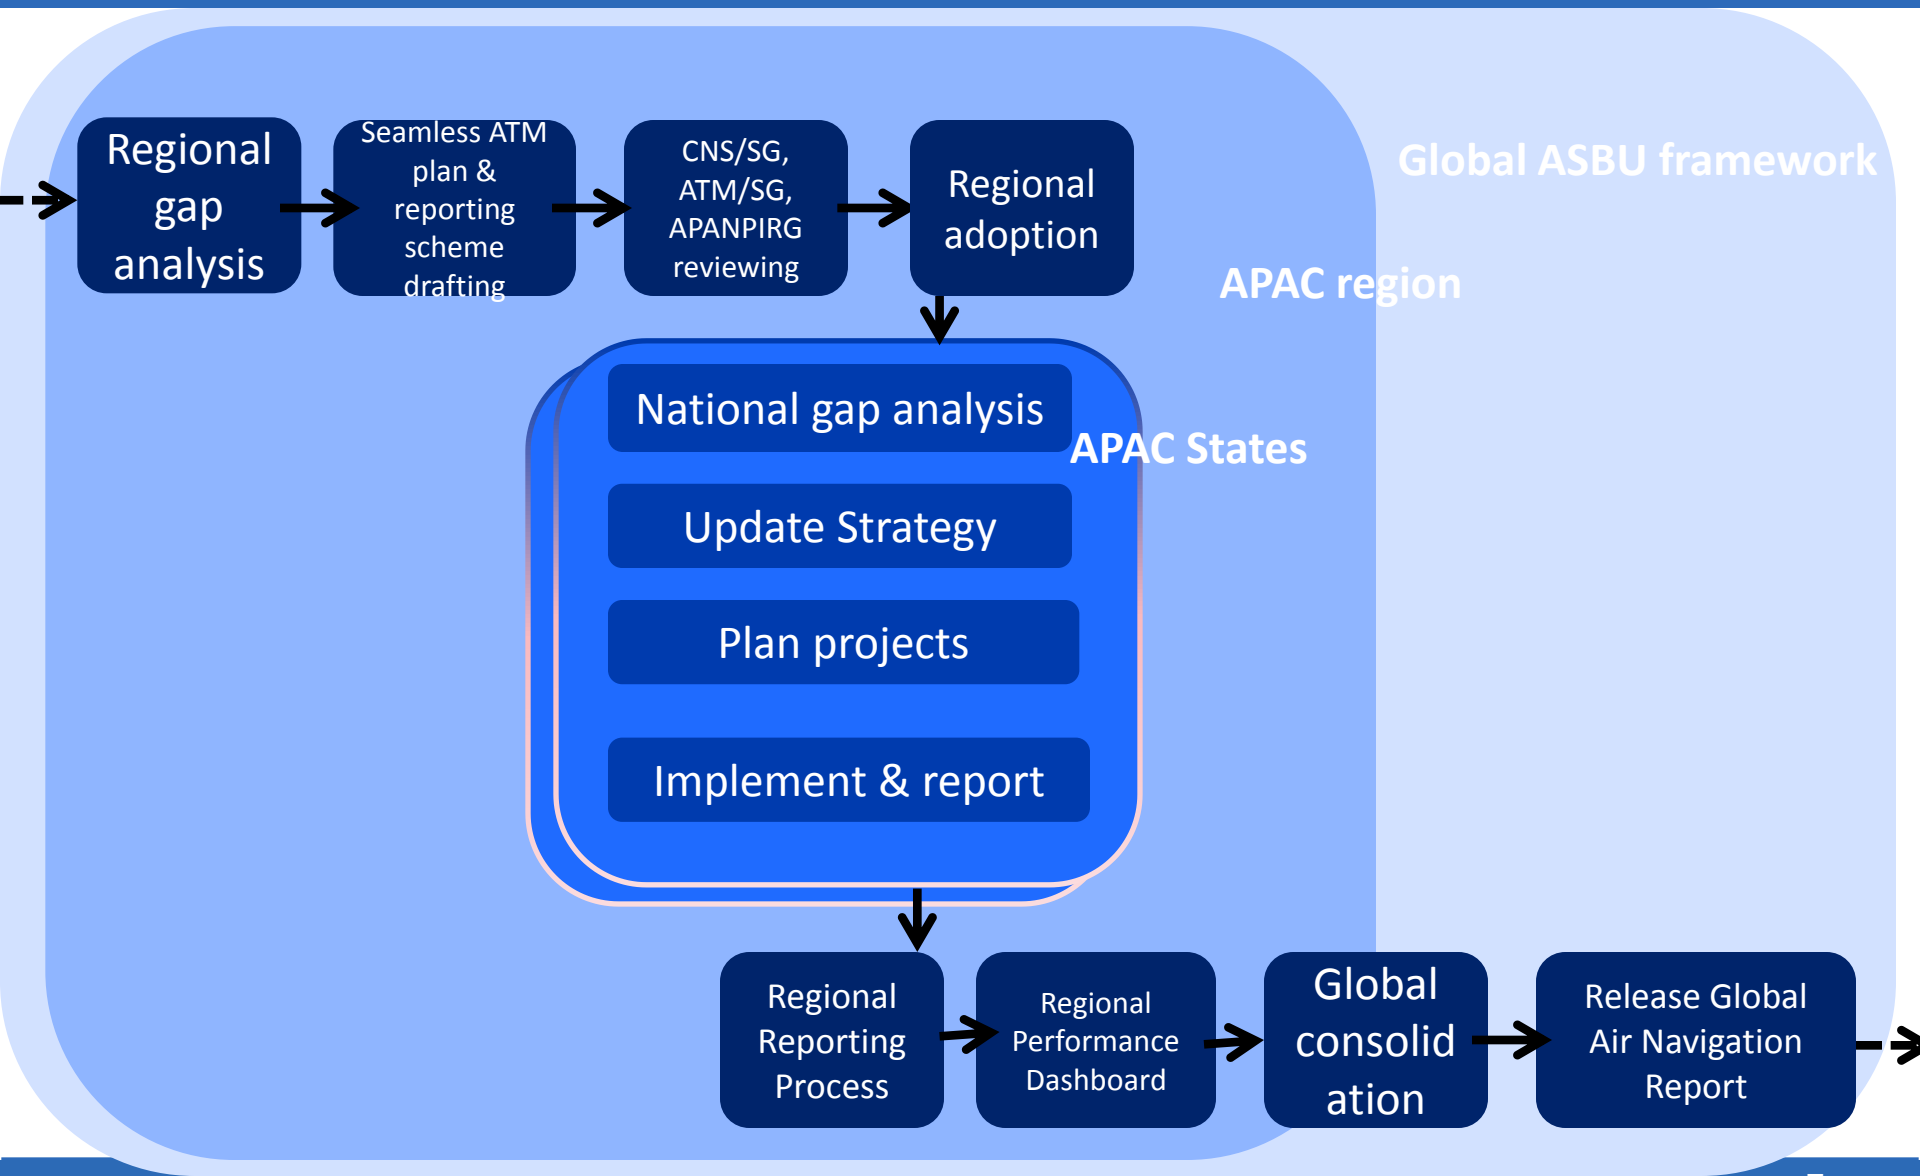 Regional
gap
analysis
Seamless ATM
plan &
reporting
scheme
drafting
CNS/SG,
ATM/SG,
APANPIRG
reviewing
Regional
adoption
Global ASBU framework
APAC region
National gap analysis
APAC States
Update Strategy
Plan projects
Implement & report
Regional
Reporting
Process
Regional
Performance
Dashboard
Global
consolid
ation
Release Global
Air Navigation
Report